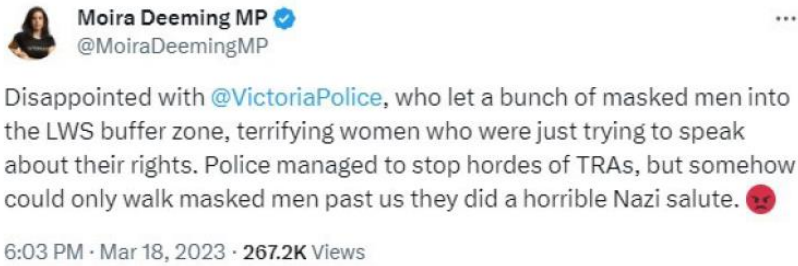 Moira Deeming MP
@MoiraDeemingMP
Disappointed with @VictoriaPolice, who let a bunch of masked men into
the LWS buffer zone, terrifying women who were just trying to speak
about their rights. Police managed to stop hordes of TRAs, but somehow
could only walk masked men past us they did a horrible Nazi salute. 😡
6:03 PM · Mar 18, 2023 · 267.2K Views